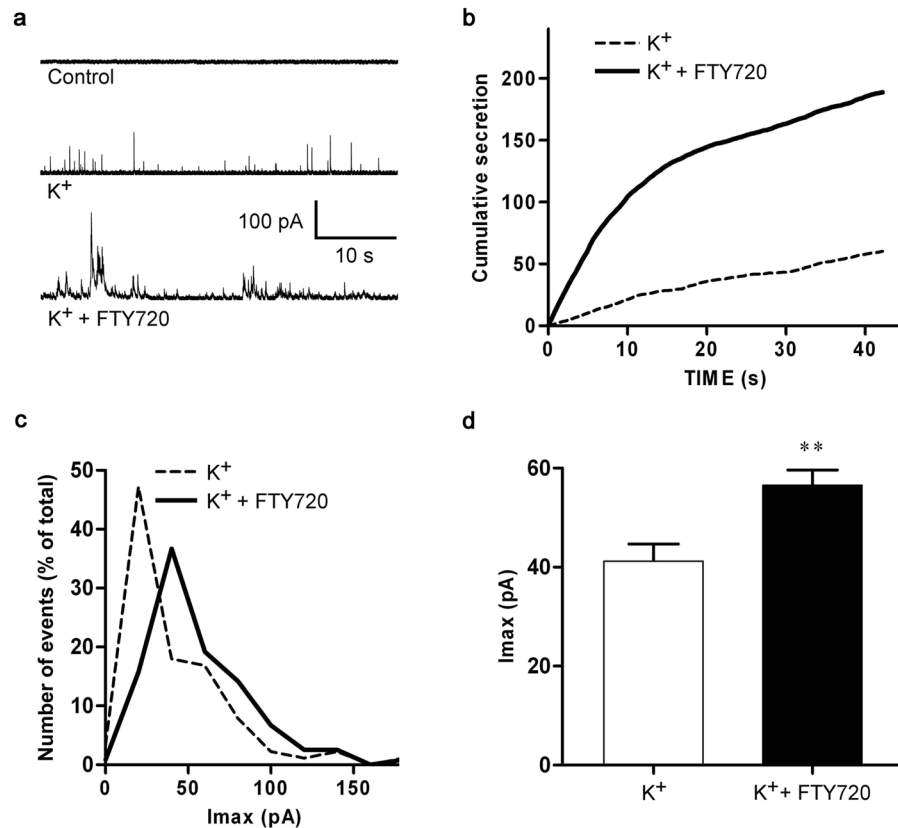 a
Control
K+
100 pA
10 s
K+ + FTY720
b
K+
K+ + FTY720
200
150
100
50
0
Cumulative secretion
0 10 20 30 40
TIME (s)
c
K+
K+ + FTY720
50
40
30
20
10
0
Number of events (% of total)
0 50 100 150
Imax (pA)
d
**
60
40
20
0
Imax (pA)
K+ K+ + FTY720